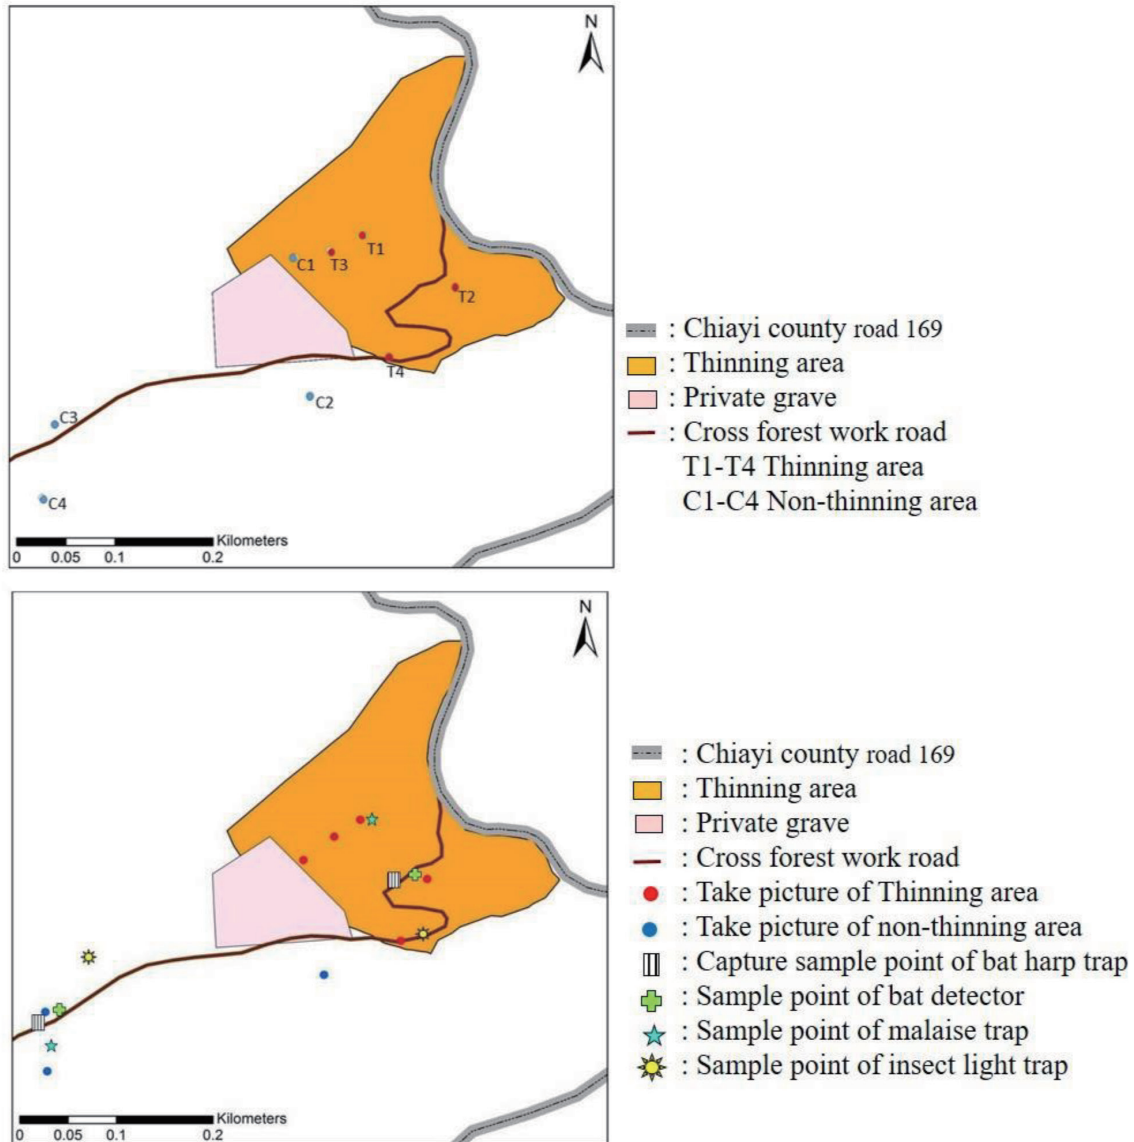 N
T1
C1
T3
T2
T4
C2
C3
C4
Kilometers
0 0.05 0.1 0.2
: Chiayi county road 169
: Thinning area
: Private grave
: Cross forest work road
T1-T4 Thinning area
C1-C4 Non-thinning area
N
Kilometers
0 0.05 0.1 0.2
: Chiayi county road 169
: Thinning area
: Private grave
: Cross forest work road
: Take picture of Thinning area
: Take picture of non-thinning area
: Capture sample point of bat harp trap
: Sample point of bat detector
: Sample point of malaise trap
: Sample point of insect light trap